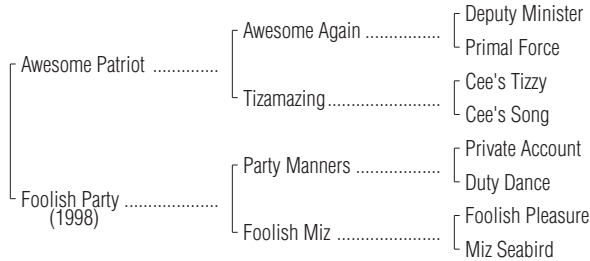 Deputy Minister
Awesome Again ..................
Primal Force
Awesome Patriot ..............
Cee's Tizzy
Tizamazing...........................
Cee's Song
Private Account
Party Manners ....................
Duty Dance
Foolish Party ....................
(1998)
Foolish Pleasure
Foolish Miz .........................
Miz Seabird